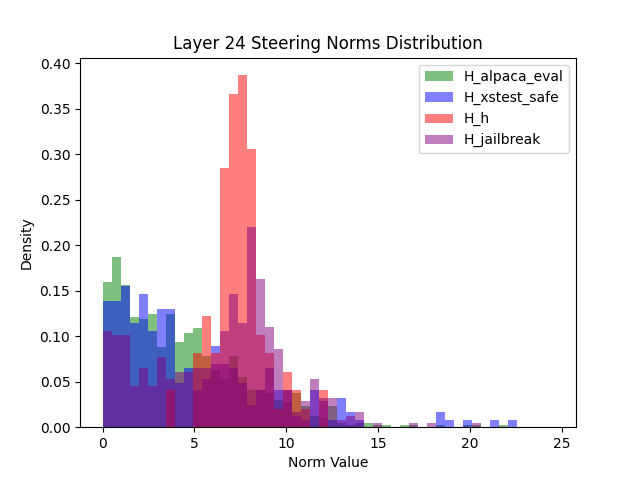 Layer 24 Steering Norms Distribution
H_alpaca_eval
H_xstest_safe
H_h
H_jailbreak
Density
0.40
0.35
0.30
0.25
0.20
0.15
0.10
0.05
0.00
0 5 10 15 20 25
Norm Value